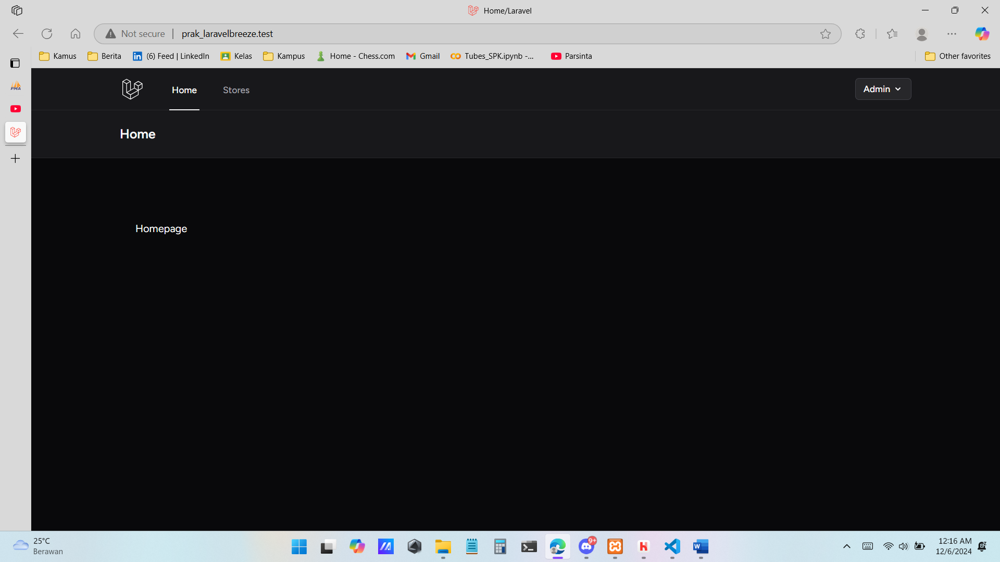 Home/Laravel
Not secure
prak_laravelbreeze.test
Kamus
Berita
(6) Feed | LinkedIn
Kelas
Kampus
Home - Chess.com
Gmail
Tubes_SPK.ipynb -...
Parsinta
Other favorites
PMA
Home
Stores
Admin
Home
Homepage
25°C
Berawan
9+
W
12:16 AM
12/6/2024